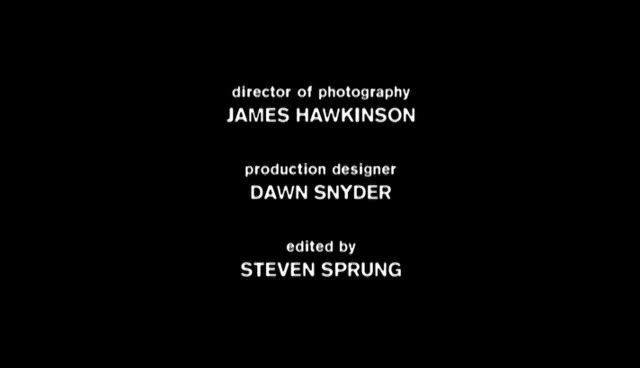 director of photography
JAMES HAWKINSON
production designer
DAWN SNYDER
edited by
STEVEN SPRUNG